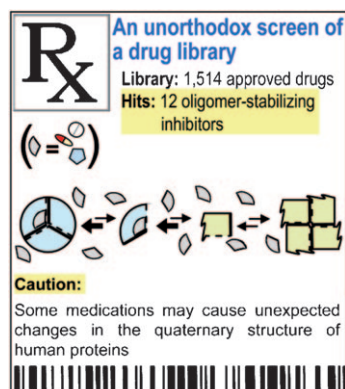 Rx
An unorthodox screen of
a drug library
Library: 1,514 approved drugs
Hits: 12 oligomer-stabilizing
inhibitors
Caution:
Some medications may cause unexpected
changes in the quaternary structure of
human proteins